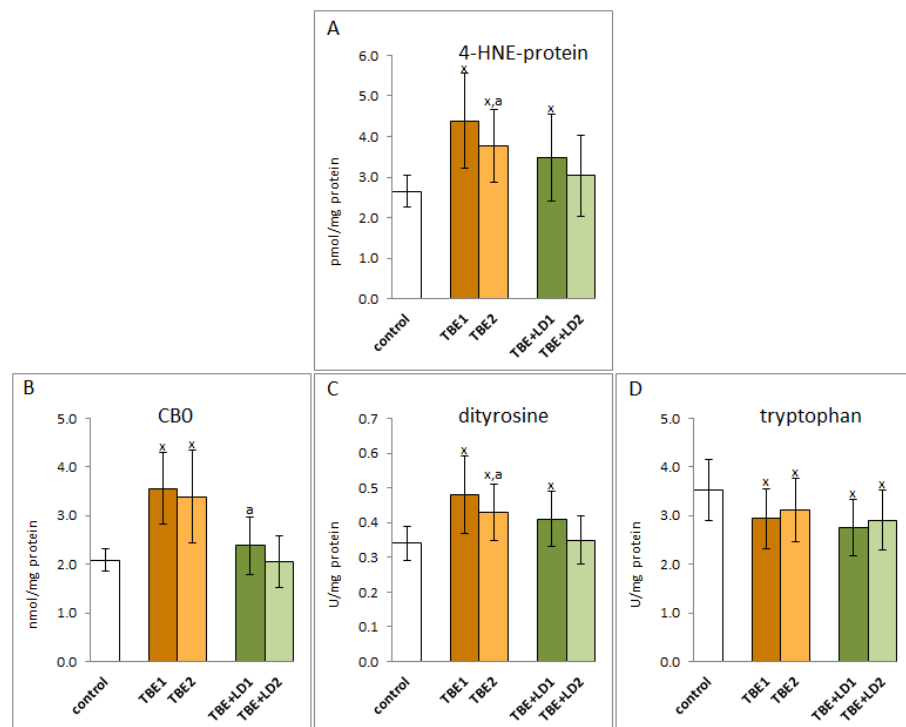 A
4-HNE-protein
6.0
5.0
4.0
3.0
2.0
1.0
0.0
pmol/mg protein
x
x,a
x
control
TBE1
TBE2
TBE+LD1
TBE+LD2
B
CBO
5.0
4.0
3.0
2.0
1.0
0.0
nmol/mg protein
x
x
a
control
TBE1
TBE2
TBE+LD1
TBE+LD2
C
dityrosine
0.7
0.6
0.5
0.4
0.3
0.2
0.1
0.0
U/mg protein
x
x,a
x
control
TBE1
TBE2
TBE+LD1
TBE+LD2
D
tryptophan
5.0
4.0
3.0
2.0
1.0
0.0
U/mg protein
x
x
x
x
control
TBE1
TBE2
TBE+LD1
TBE+LD2